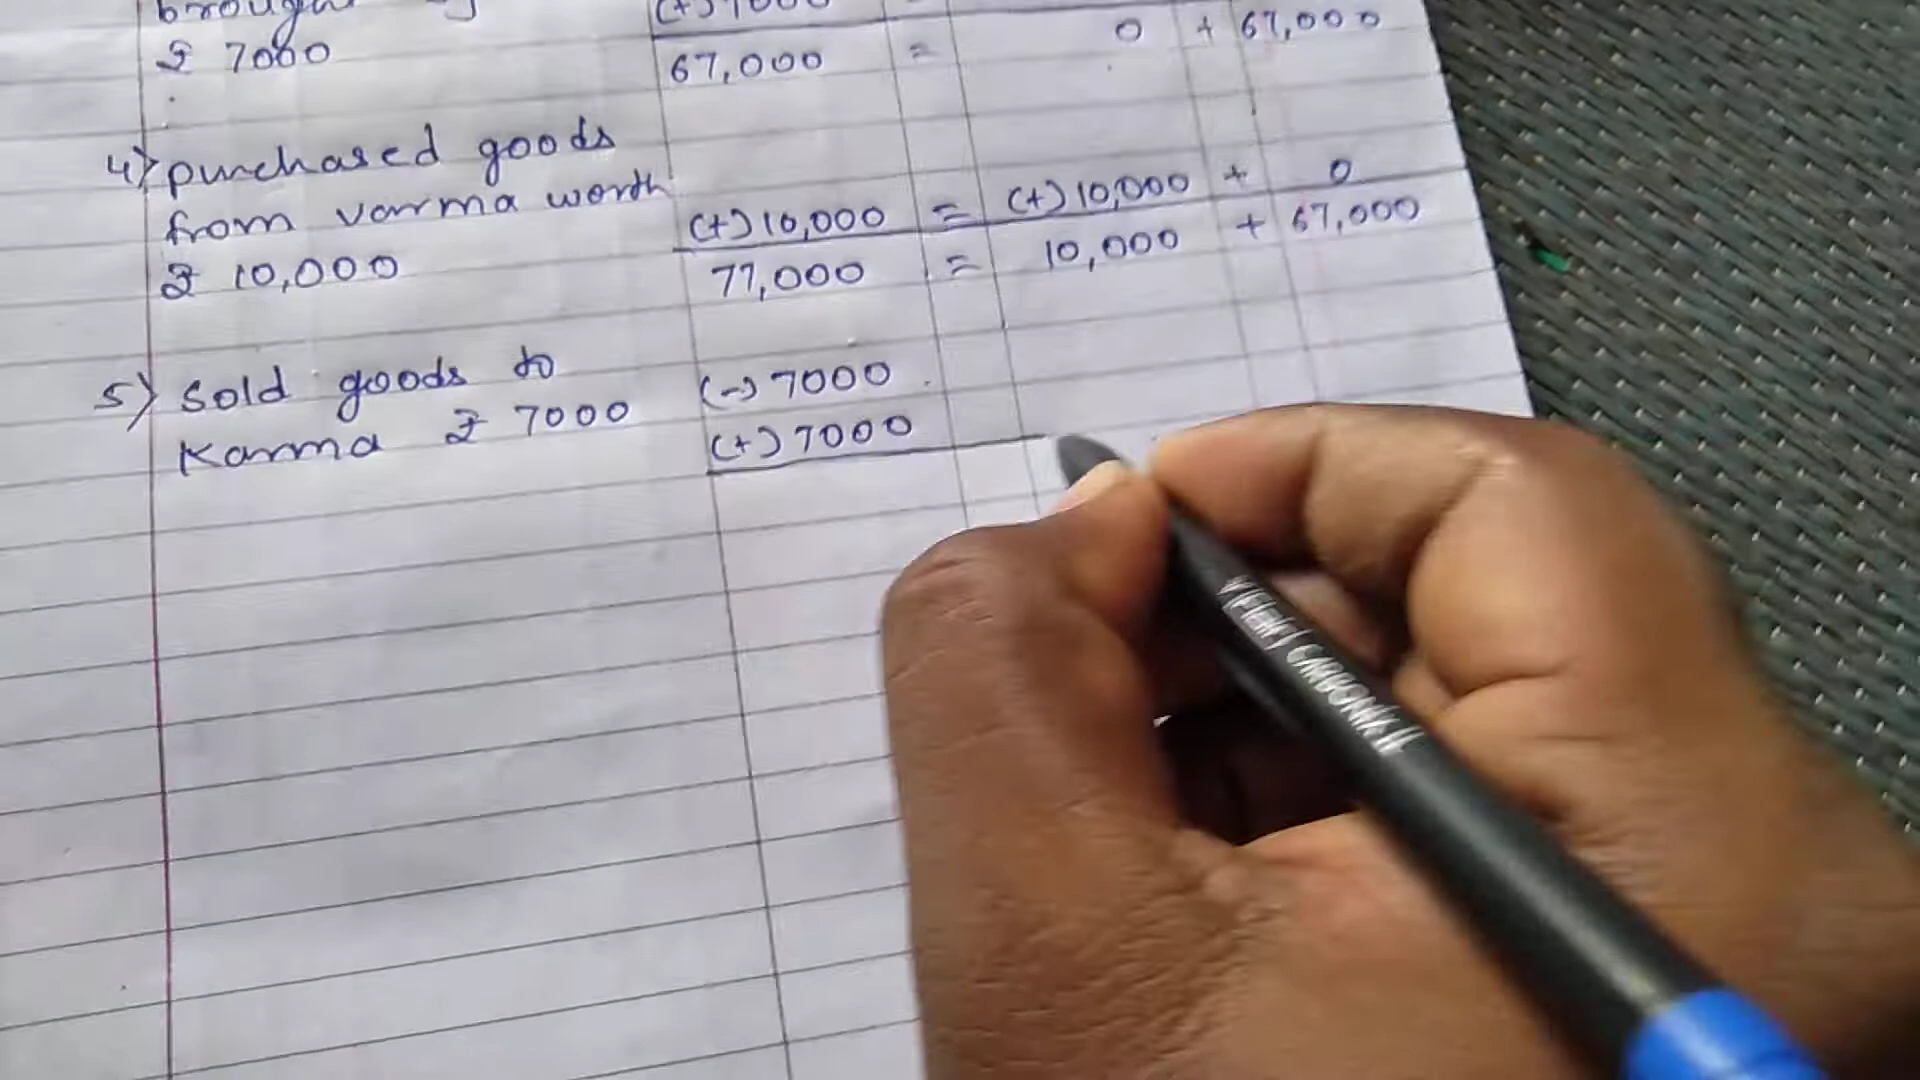 (+) 7000
₹ 7000
67,000 = 0 + 67,000
4) purchased goods
from varma worth
₹ 10,000
(+) 10,000 = (+) 10,000 + 0
77,000 = 10,000 + 67,000
5) Sold goods to
Karma ₹ 7000
(-) 7000
(+) 7000